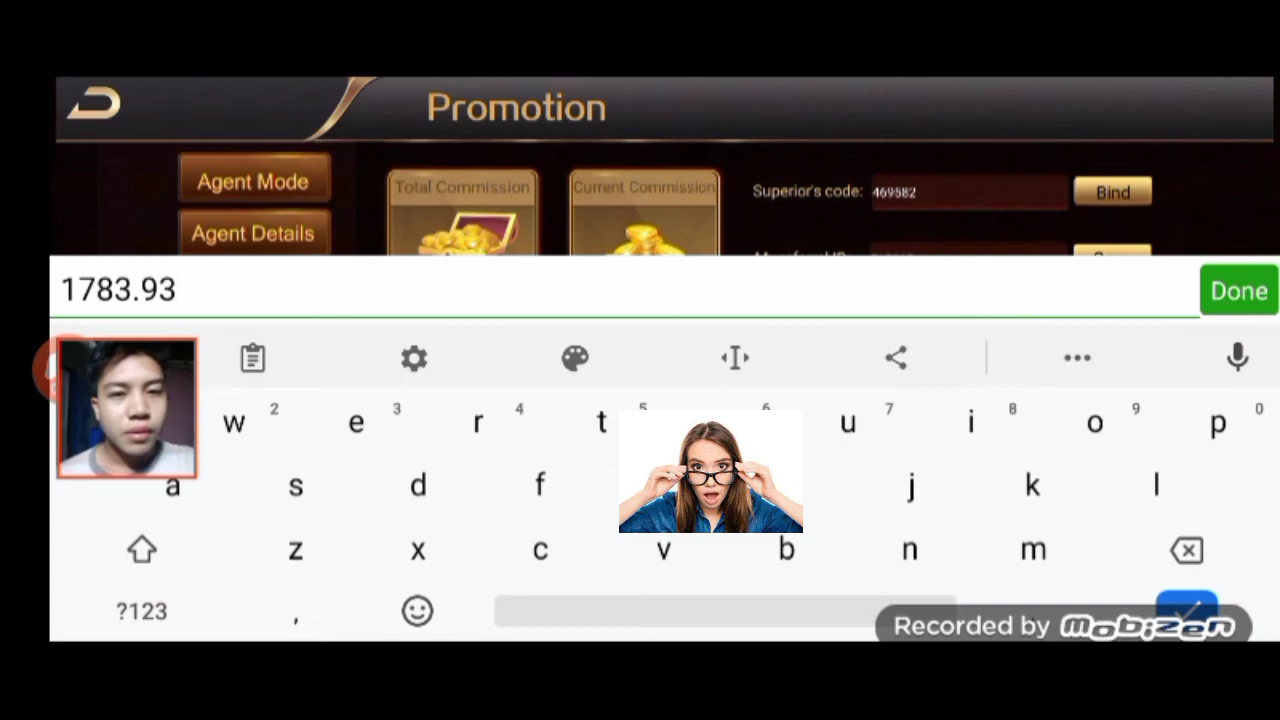 Promotion
Agent Mode
Total Commission
Current Commission
Superior's code:
469582
Bind
Agent Details
1783.93
Done
w 2 e 3 r 4 t 5 6 u 7 i 8 o 9 p 0
a s d f j k l
z x c v b n m
?123 ,
Recorded by Mobizen